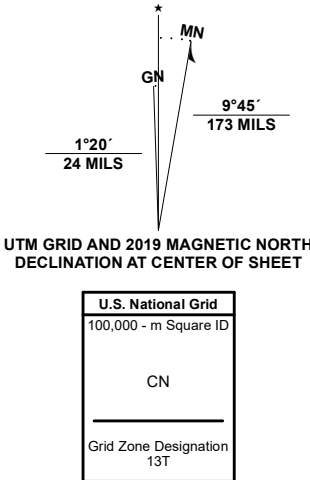 ★
MN
GN
9°45´
173 MILS
1°20´
24 MILS
UTM GRID AND 2019 MAGNETIC NORTH
DECLINATION AT CENTER OF SHEET
U.S. National Grid
100,000 - m Square ID
CN
Grid Zone Designation
13T